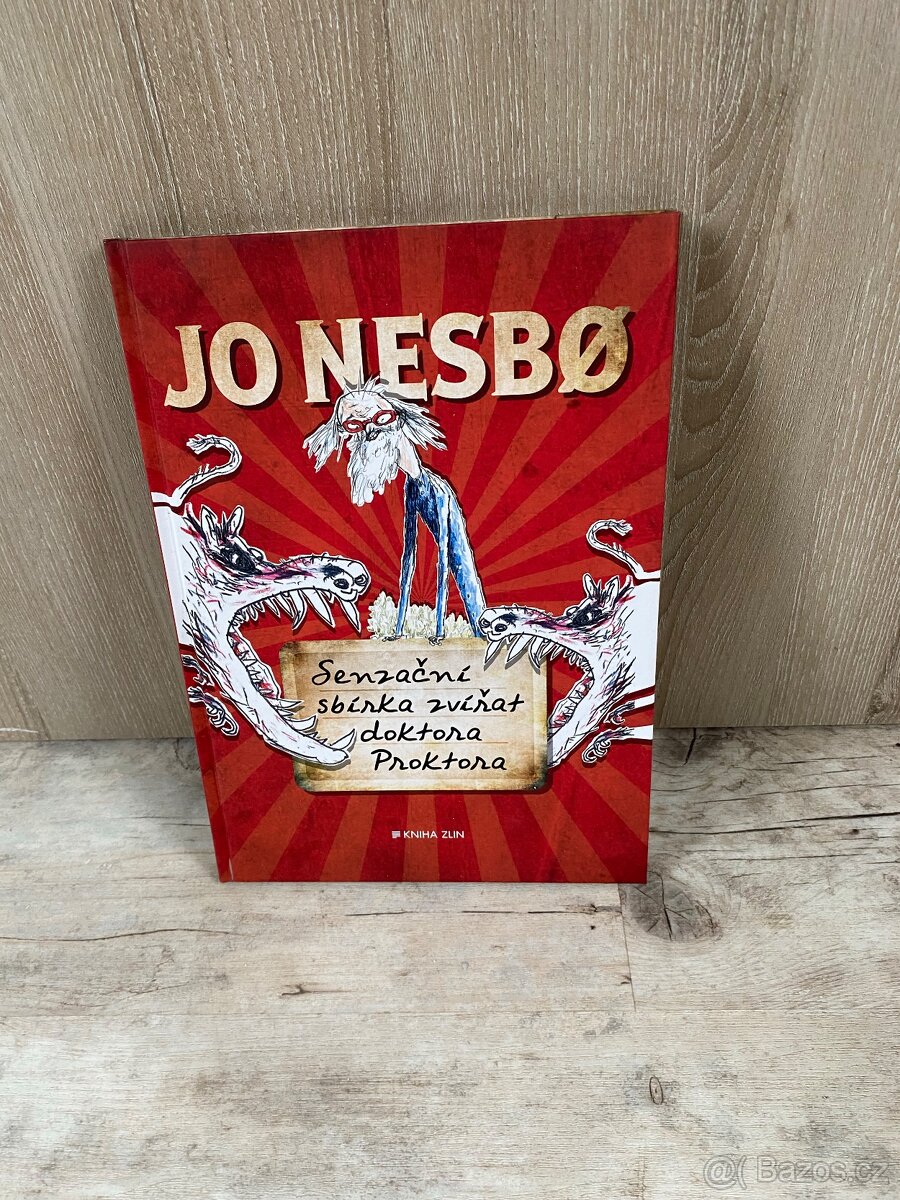 JO NESBØ
Senzační
sbírka zvířat
doktora
Proktora
KNIHA ZLIN
@( Bazos.cz